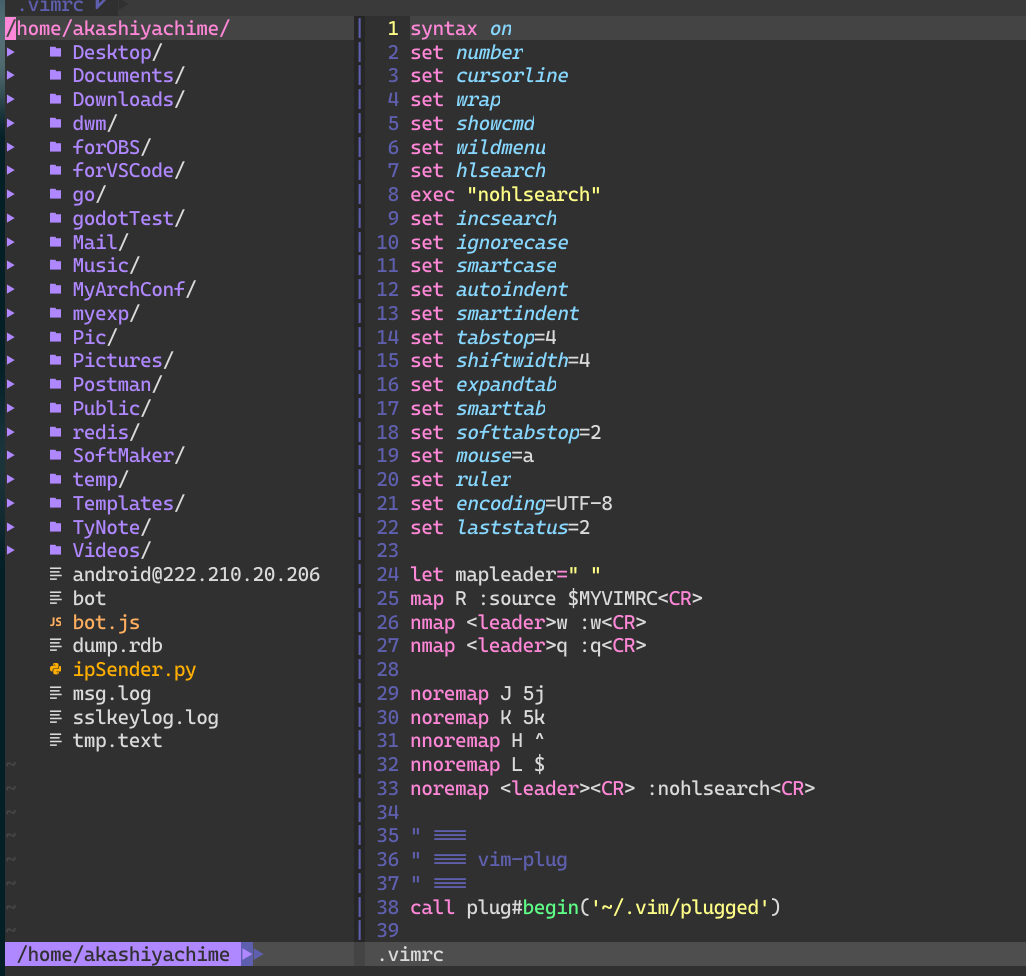 .vimrc
/home/akashiyachime/
Desktop/
Documents/
Downloads/
dwm/
forOBS/
forVSCode/
go/
godotTest/
Mail/
Music/
MyArchConf/
myexp/
Pic/
Pictures/
Postman/
Public/
redis/
SoftMaker/
temp/
Templates/
TyNote/
Videos/
android@222.210.20.206
bot
JS bot.js
dump.rdb
ipSender.py
msg.log
sslkeylog.log
tmp.text
~
~
~
~
~
~
~
~
/home/akashiyachime
1 syntax on
2 set number
3 set cursorline
4 set wrap
5 set showcmd
6 set wildmenu
7 set hlsearch
8 exec "nohlsearch"
9 set incsearch
10 set ignorecase
11 set smartcase
12 set autoindent
13 set smartindent
14 set tabstop=4
15 set shiftwidth=4
16 set expandtab
17 set smarttab
18 set softtabstop=2
19 set mouse=a
20 set ruler
21 set encoding=UTF-8
22 set laststatus=2
23
24 let mapleader=" "
25 map R :source $MYVIMRC<CR>
26 nmap <leader>w :w<CR>
27 nmap <leader>q :q<CR>
28
29 noremap J 5j
30 noremap K 5k
31 nnoremap H ^
32 nnoremap L $
33 noremap <leader><CR> :nohlsearch<CR>
34
35 " ===
36 " === vim-plug
37 " ===
38 call plug#begin('~/.vim/plugged')
39
.vimrc